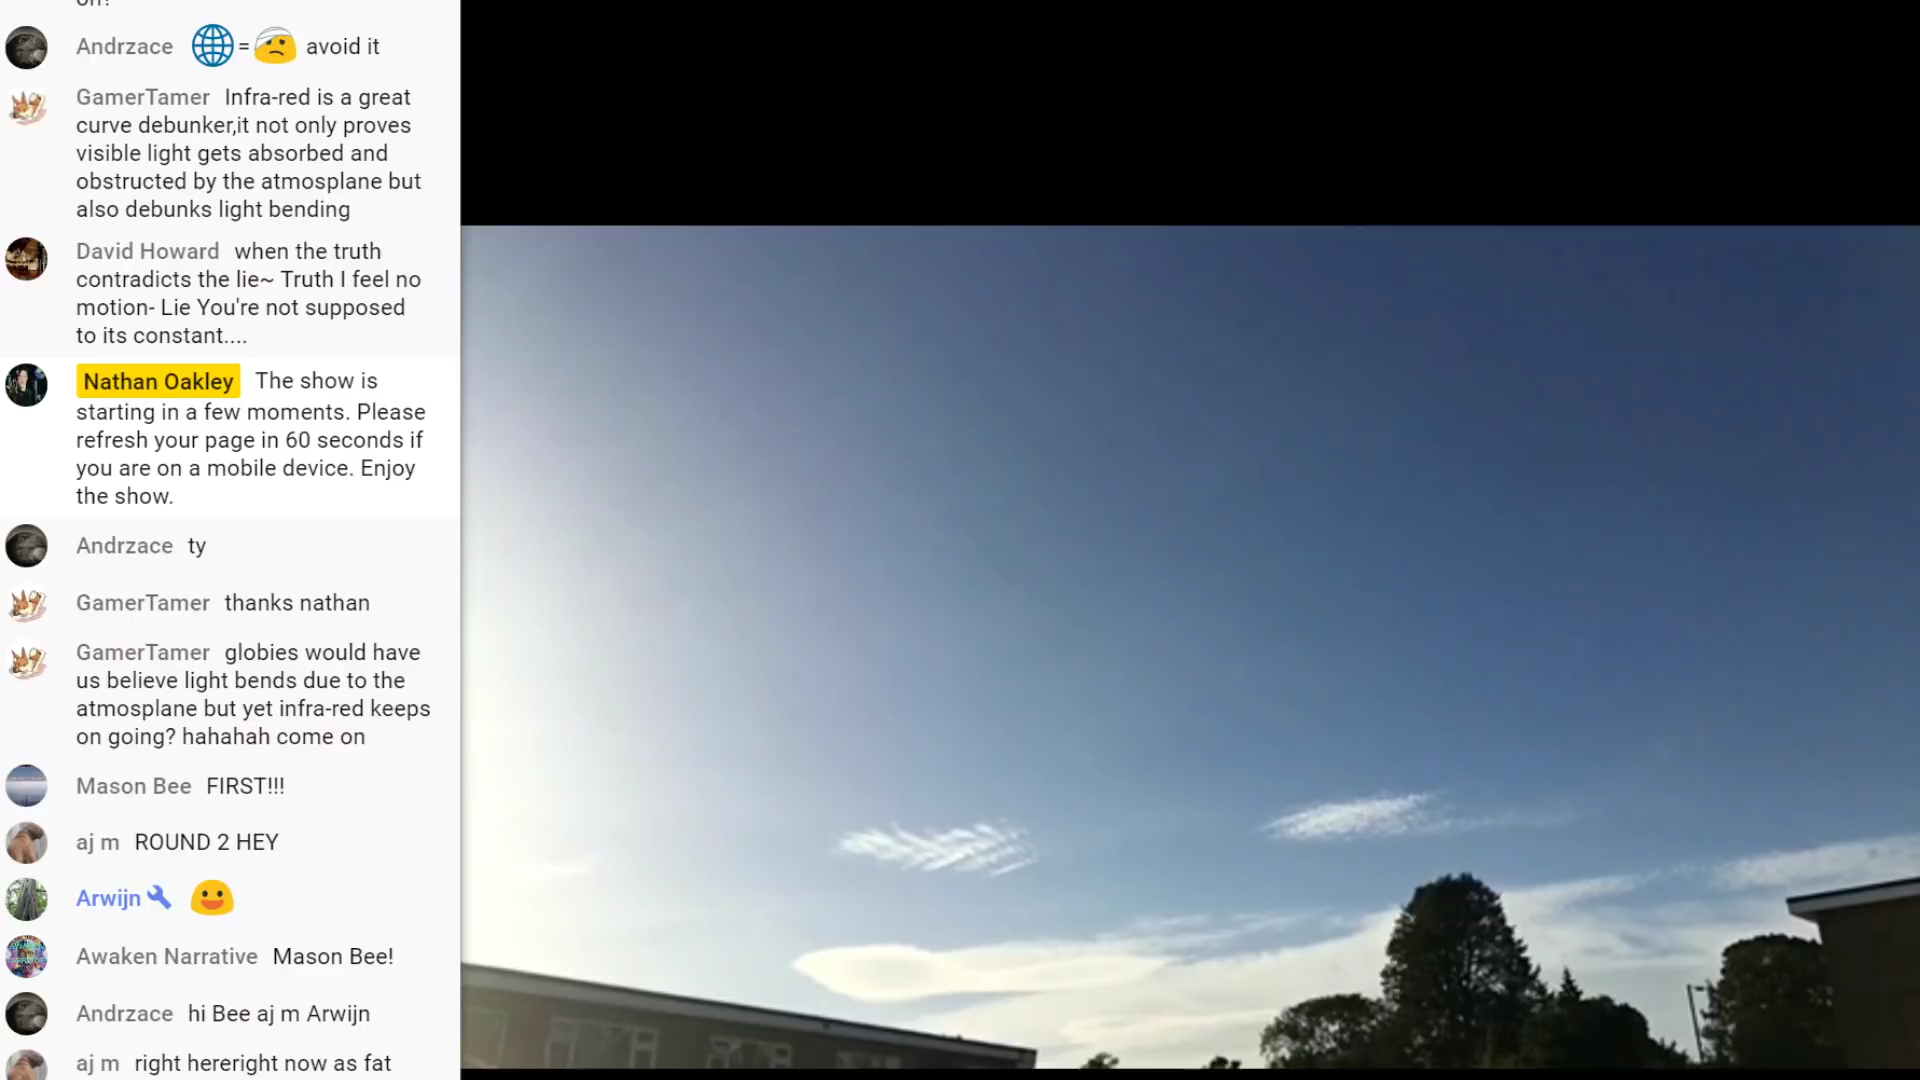 on?
Andrzace = avoid it
GamerTamer Infra-red is a great
curve debunker,it not only proves
visible light gets absorbed and
obstructed by the atmosplane but
also debunks light bending
David Howard when the truth
contradicts the lie~ Truth I feel no
motion- Lie You're not supposed
to its constant....
Nathan Oakley The show is
starting in a few moments. Please
refresh your page in 60 seconds if
you are on a mobile device. Enjoy
the show.
Andrzace ty
GamerTamer thanks nathan
GamerTamer globies would have
us believe light bends due to the
atmosplane but yet infra-red keeps
on going? hahahah come on
Mason Bee FIRST!!!
aj m ROUND 2 HEY
Arwijn
Awaken Narrative Mason Bee!
Andrzace hi Bee aj m Arwijn
aj m right hereright now as fat